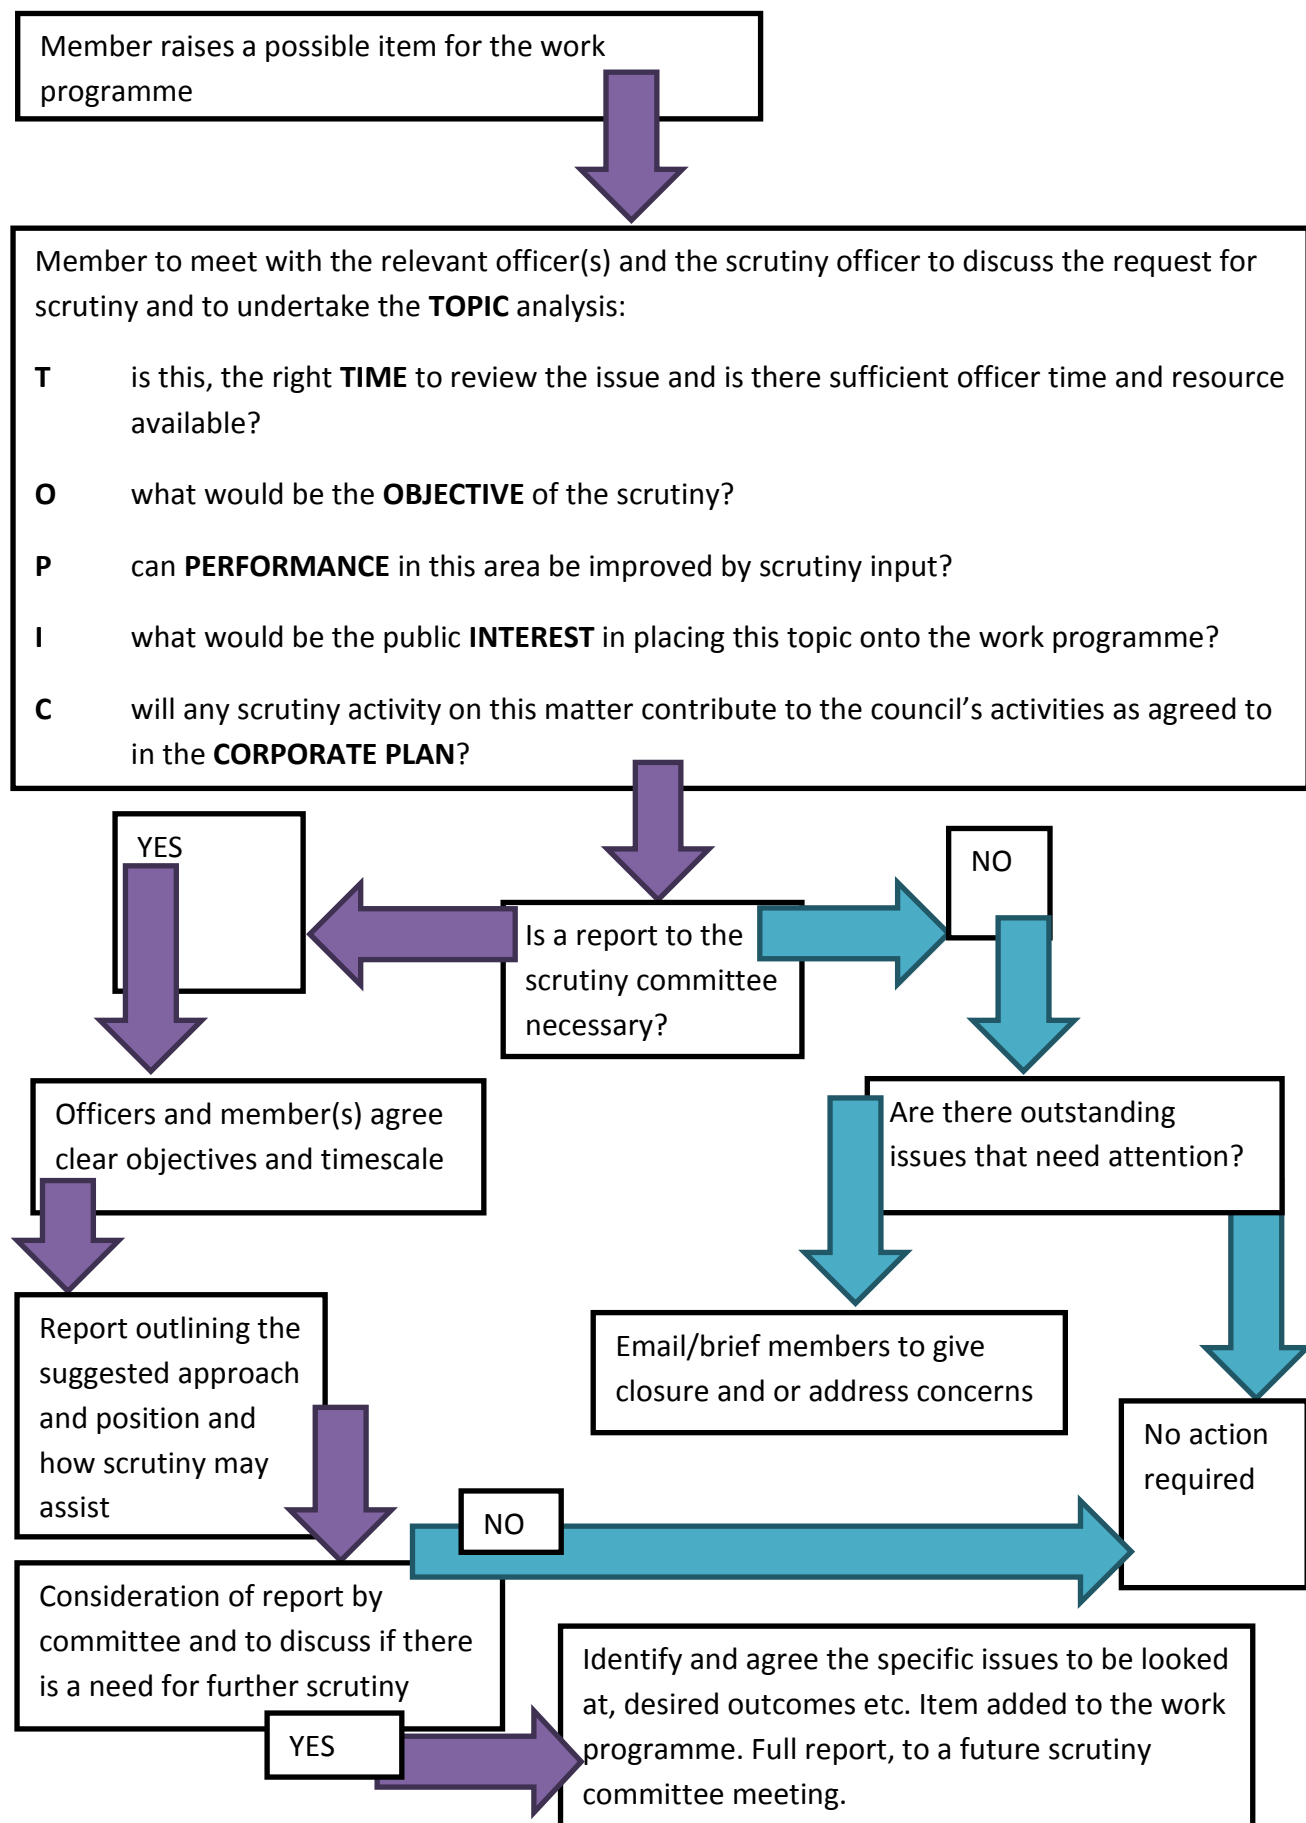 Member raises a possible item for the work
programme
Member to meet with the relevant officer(s) and the scrutiny officer to discuss the request for
scrutiny and to undertake the TOPIC analysis:
T is this, the right TIME to review the issue and is there sufficient officer time and resource
available?
O what would be the OBJECTIVE of the scrutiny?
P can PERFORMANCE in this area be improved by scrutiny input?
I what would be the public INTEREST in placing this topic onto the work programme?
C will any scrutiny activity on this matter contribute to the council’s activities as agreed to
in the CORPORATE PLAN?
YES
NO
Is a report to the
scrutiny committee
necessary?
Officers and member(s) agree
clear objectives and timescale
Are there outstanding
issues that need attention?
Report outlining the
suggested approach
and position and
how scrutiny may
assist
Email/brief members to give
closure and or address concerns
No action
required
NO
Consideration of report by
committee and to discuss if there
is a need for further scrutiny
YES
Identify and agree the specific issues to be looked
at, desired outcomes etc. Item added to the work
programme. Full report, to a future scrutiny
committee meeting.